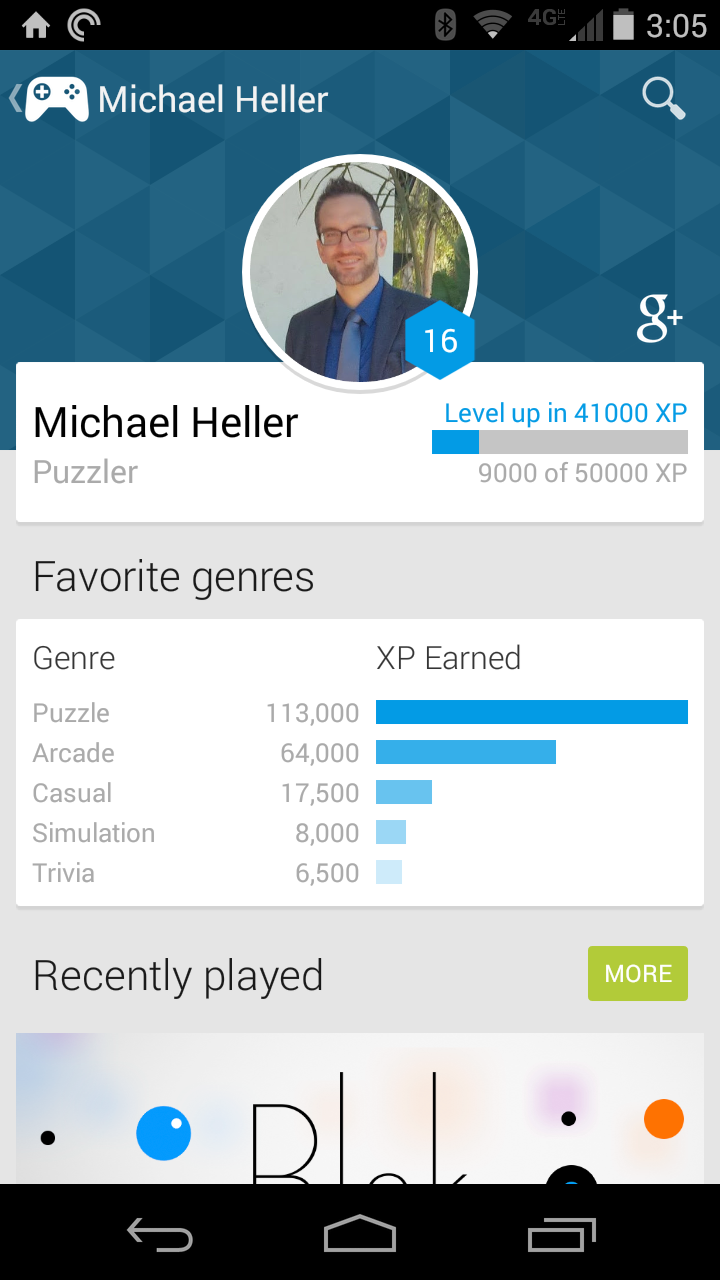 4G LTE 3:05
Michael Heller
16
g+
Michael Heller
Level up in 41000 XP
Puzzler
9000 of 50000 XP
Favorite genres
Genre XP Earned
Puzzle 113,000
Arcade 64,000
Casual 17,500
Simulation 8,000
Trivia 6,500
Recently played MORE